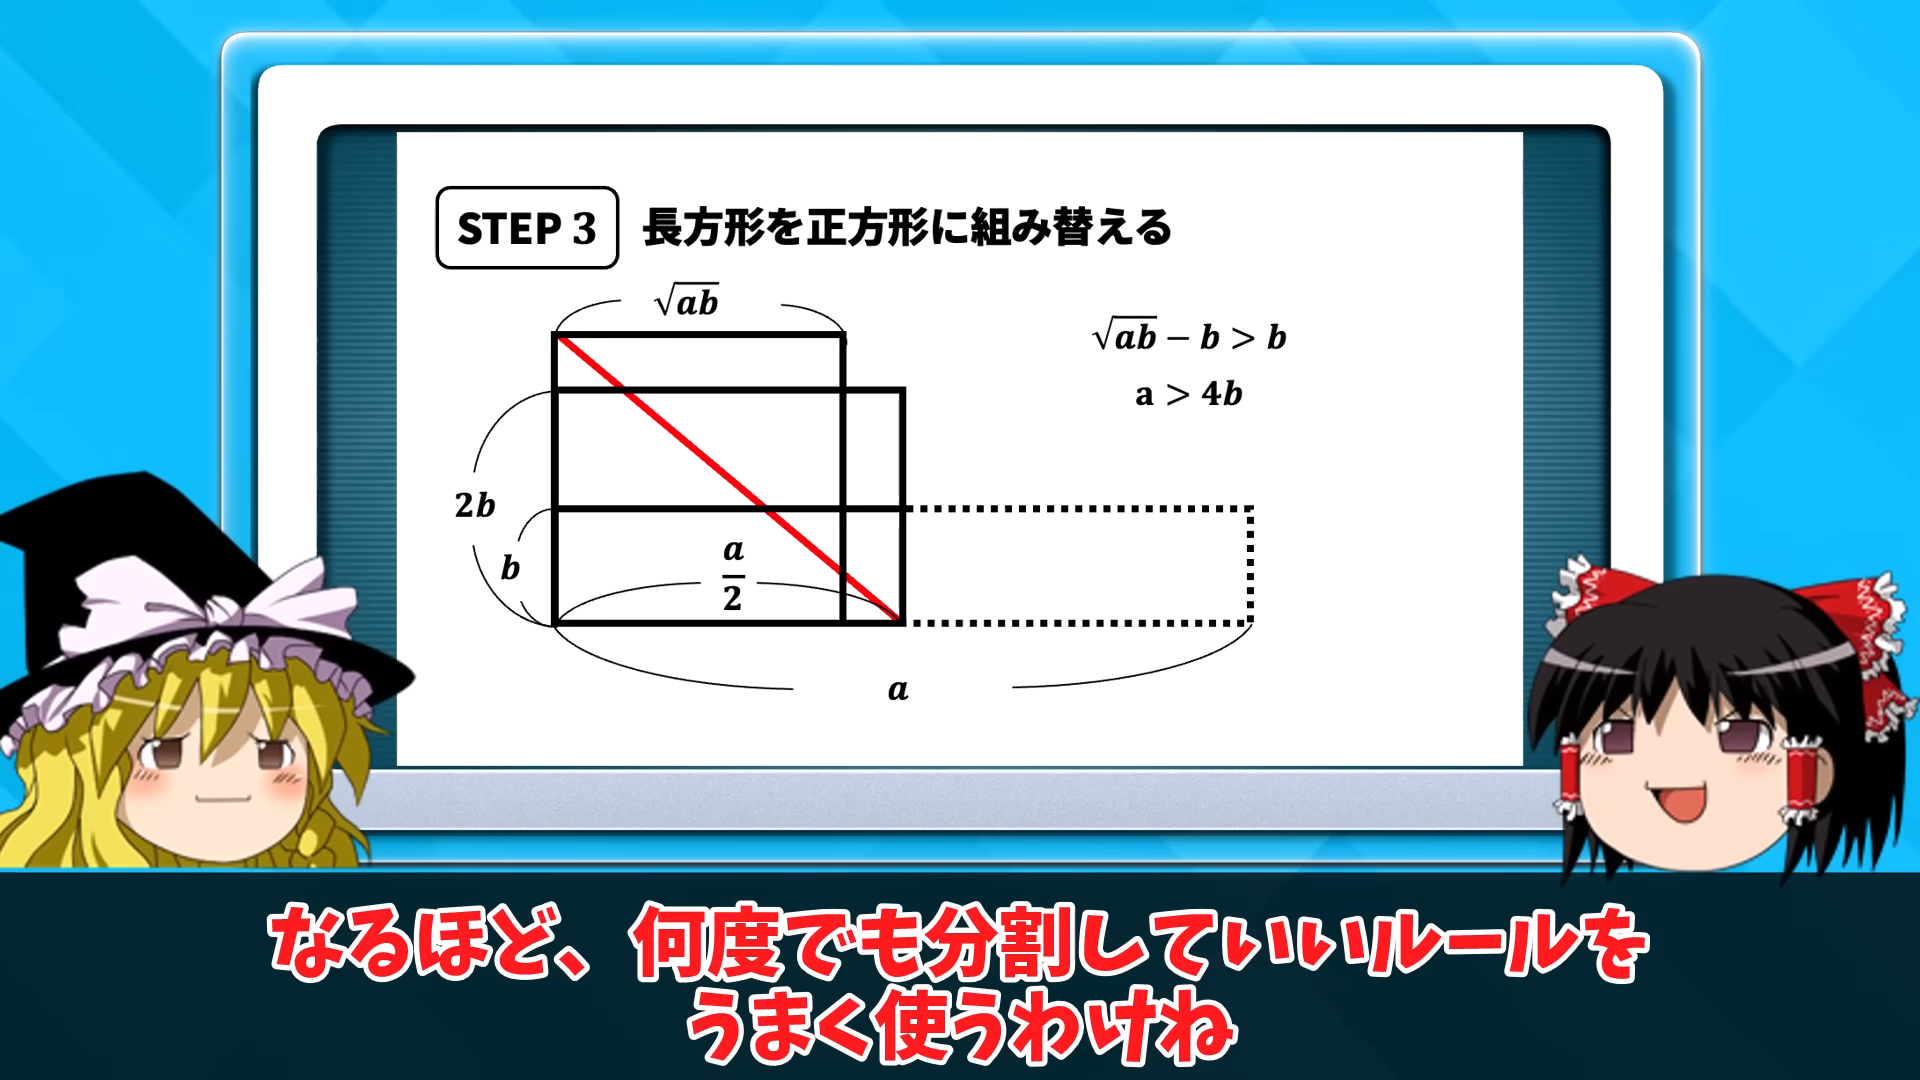 STEP 3 長方形を正方形に組み替える
√ab
√ab − b > b
a > 4b
2b
b
a/2
a
なるほど、何度でも分割していいルールを
うまく使うわけね